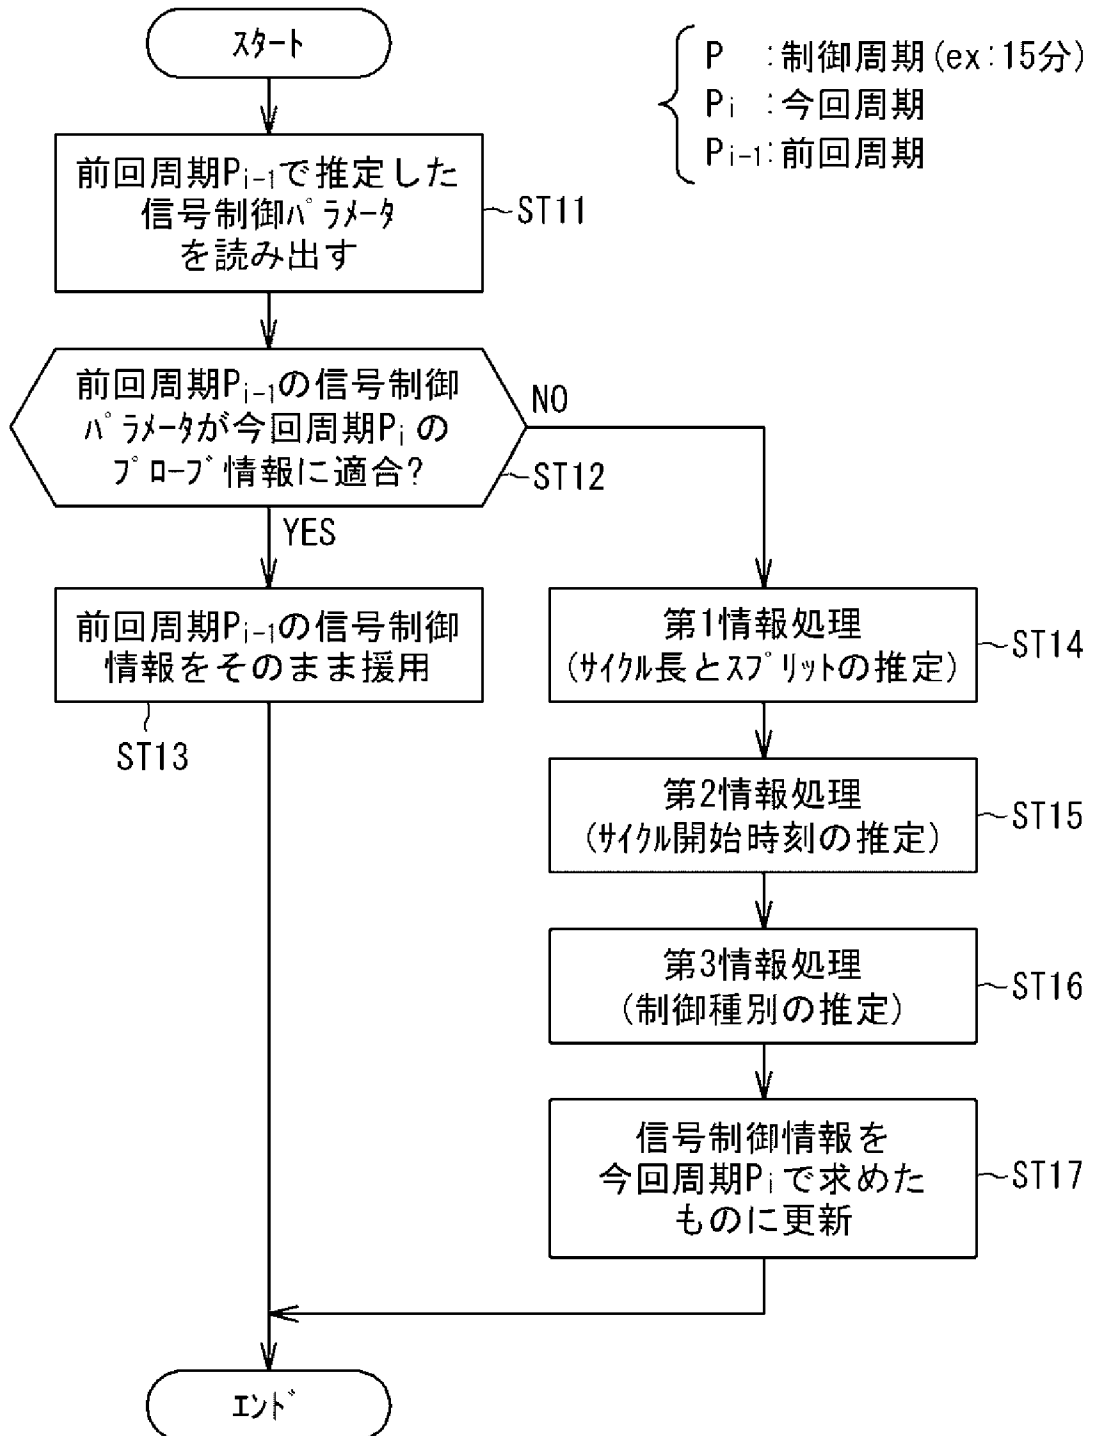 スタート
P :制御周期(ex:15分)
Pi :今回周期
Pi-1:前回周期
前回周期Pi-1で推定した
信号制御パラメータ
を読み出す
ST11
前回周期Pi-1の信号制御
パラメータが今回周期Piの
プローブ情報に適合?
ST12
NO
YES
前回周期Pi-1の信号制御
情報をそのまま援用
ST13
第1情報処理
(サイクル長とスプリットの推定)
ST14
第2情報処理
(サイクル開始時刻の推定)
ST15
第3情報処理
(制御種別の推定)
ST16
信号制御情報を
今回周期Piで求めた
ものに更新
ST17
エンド